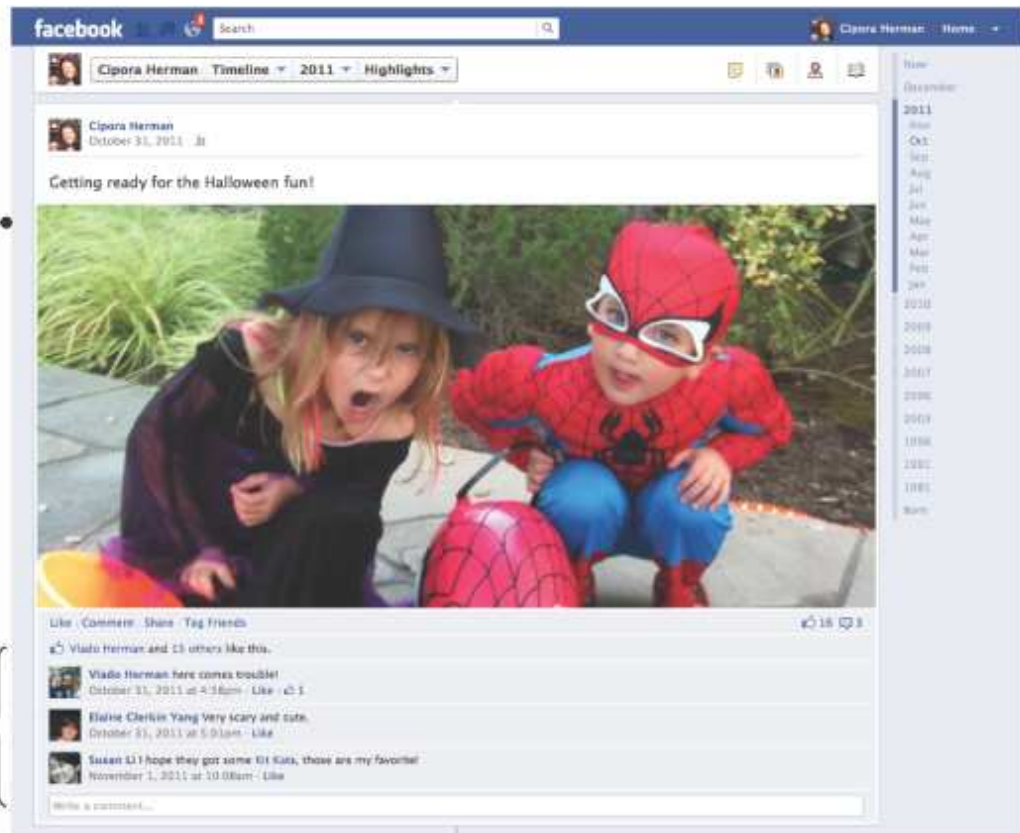 facebook
Search
Cipora Herman Home
Cipora Herman Timeline 2011 Highlights
Now
December
2011
Nov
Oct
Sep
Aug
Jul
Jun
May
Apr
Mar
Feb
Jan
2010
2009
2008
2007
2006
Born
Cipora Herman
October 31, 2011
Getting ready for the Halloween fun!
Like Comment Share Tag Friends
16 3
Vlado Herman and 15 others like this.
Vlado Herman here comes trouble!
October 31, 2011 at 4:58pm Like 1
Elaine Clerkin Yang Very scary and cute.
October 31, 2011 at 5:01pm Like
Susan Li I hope they got some Kit Kats, those are my favorite!
November 1, 2011 at 10:08am Like
Write a comment...